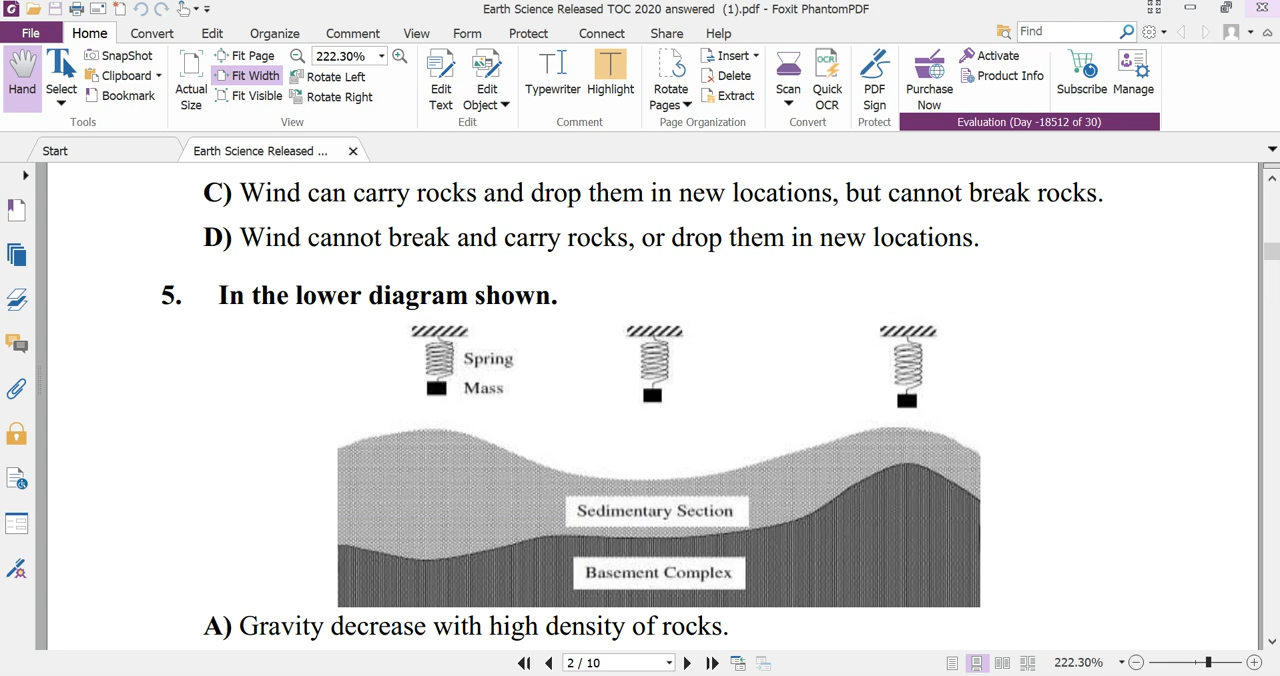 Earth Science Released TOC 2020 answered (1).pdf - Foxit PhantomPDF
File Home Convert Edit Organize Comment View Form Protect Connect Share Help Find
Hand
Select
SnapShot
Clipboard
Bookmark
Tools
Actual Size
Fit Page
Fit Width
Fit Visible
222.30%
Rotate Left
Rotate Right
View
Edit Text
Edit Object
Edit
Typewriter
Highlight
Comment
Rotate Pages
Insert
Delete
Extract
Page Organization
Scan
Quick OCR
OCR
Convert
PDF Sign
Protect
Purchase Now
Activate
Product Info
Subscribe
Manage
Evaluation (Day -18512 of 30)
Start
Earth Science Released ...
C) Wind can carry rocks and drop them in new locations, but cannot break rocks.
D) Wind cannot break and carry rocks, or drop them in new locations.
5. In the lower diagram shown.
Spring
Mass
Sedimentary Section
Basement Complex
A) Gravity decrease with high density of rocks.
2 / 10
222.30%